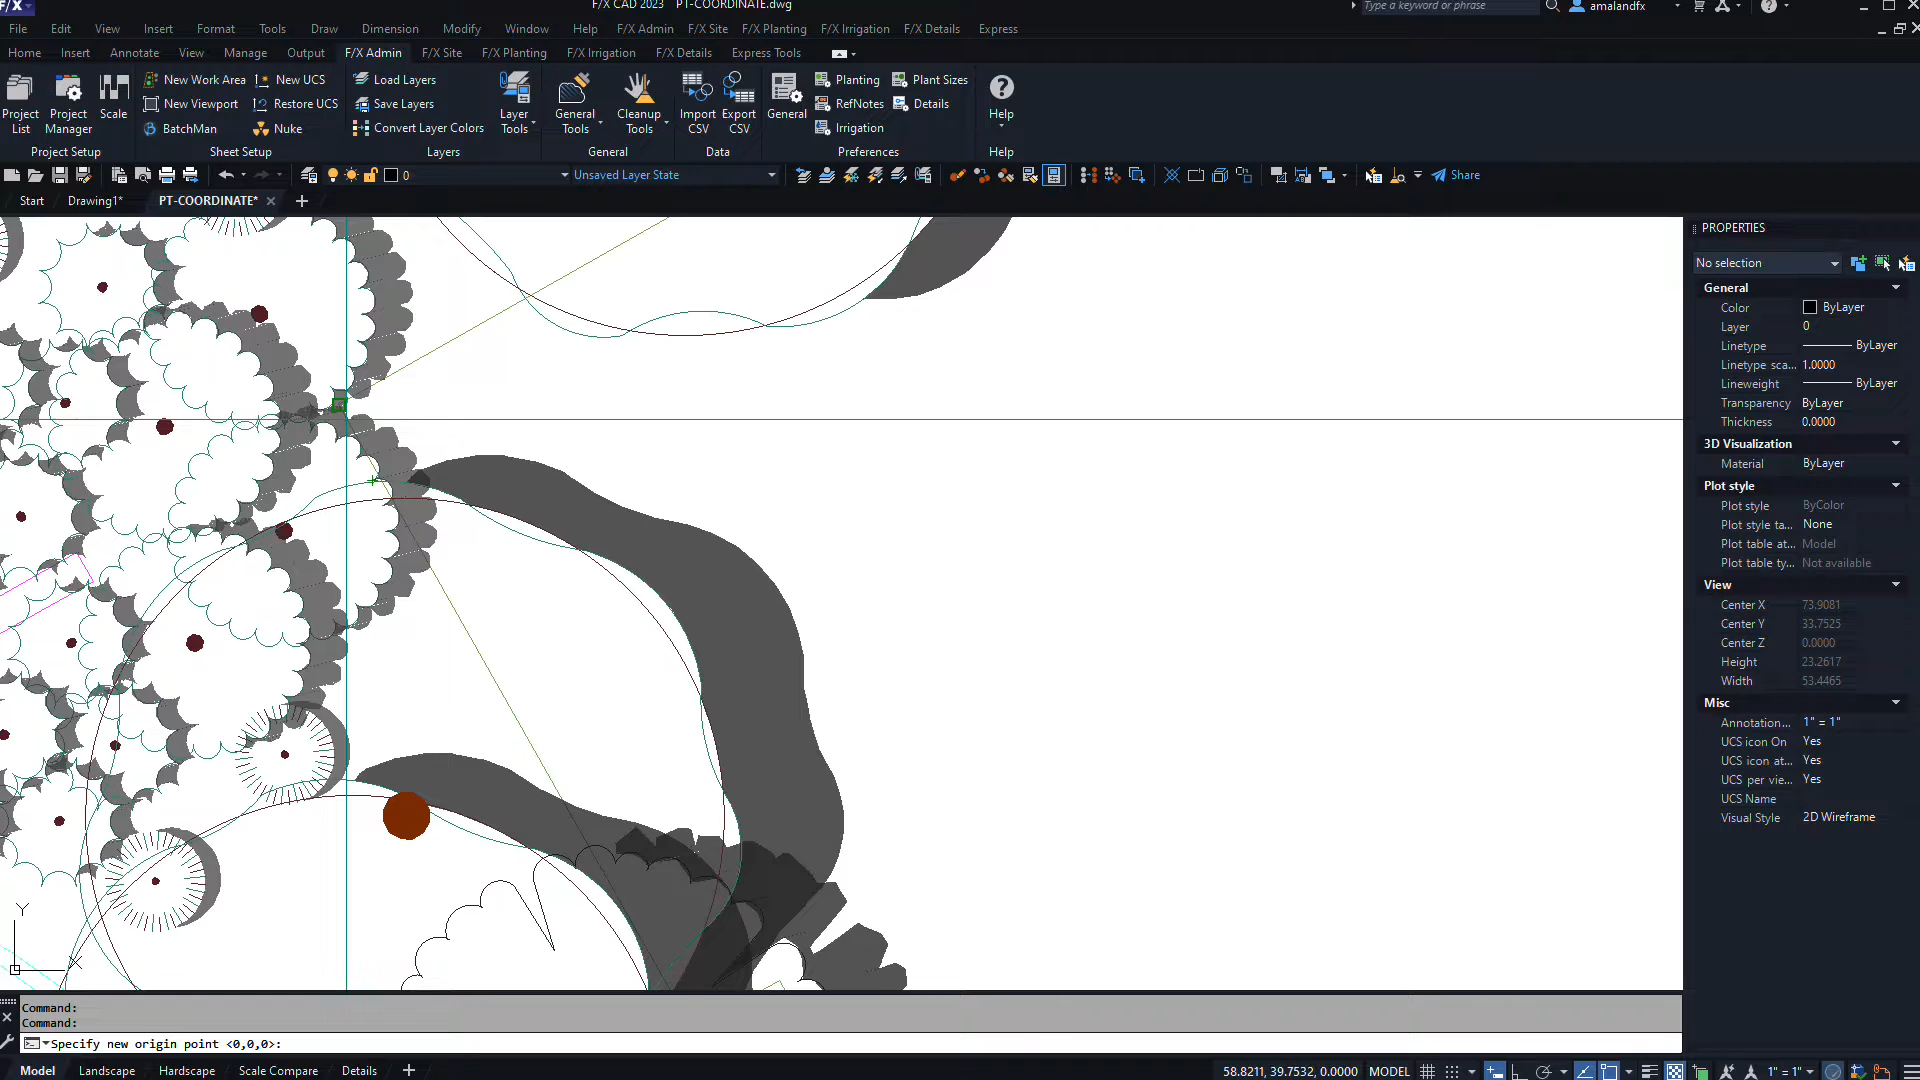 F/X F/X CAD 2023 PT-COORDINATE.dwg Type a keyword or phrase amalandfx
File Edit View Insert Format Tools Draw Dimension Modify Window Help F/X Admin F/X Site F/X Planting F/X Irrigation F/X Details Express
Home Insert Annotate View Manage Output F/X Admin F/X Site F/X Planting F/X Irrigation F/X Details Express Tools
New Work Area New UCS Load Layers Planting Plant Sizes
New Viewport Restore UCS Save Layers RefNotes Details
Project List Project Manager Scale Layer Tools General Tools Cleanup Tools Import CSV Export CSV General Help
BatchMan Nuke Convert Layer Colors Irrigation
Project Setup Sheet Setup Layers General Data Preferences Help
0 Unsaved Layer State Share
Start Drawing1* PT-COORDINATE*
PROPERTIES
No selection
General
Color ByLayer
Layer 0
Linetype ByLayer
Linetype sca... 1.0000
Lineweight ByLayer
Transparency ByLayer
Thickness 0.0000
3D Visualization
Material ByLayer
Plot style
Plot style ByColor
Plot style ta... None
Plot table at... Model
Plot table ty... Not available
View
Center X 73.9081
Center Y 33.7525
Center Z 0.0000
Height 23.2617
Width 53.4465
Misc
Annotation... 1" = 1"
UCS icon On Yes
UCS icon at... Yes
UCS per vie... Yes
UCS Name
Visual Style 2D Wireframe
Y
X
Command:
Command:
Specify new origin point <0,0,0>:
Model Landscape Hardscape Scale Compare Details 58.8211, 39.7532, 0.0000 MODEL 1" = 1"